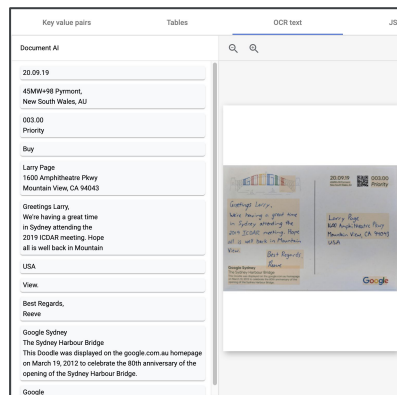 Key value pairs
Tables
OCR text
JS
Document AI
20.09.19
45MW+98 Pyrmont,
New South Wales, AU
003.00
Priority
Buy
Larry Page
1600 Amphitheatre Pkwy
Mountain View, CA 94043
Greetings Larry,
We're having a great time
in Sydney attending the
2019 ICDAR meeting. Hope
all is well back in Mountain
USA
View.
Best Regards,
Reeve
Google Sydney
The Sydney Harbour Bridge
This Doodle was displayed on the google.com.au homepage
on March 19, 2012 to celebrate the 80th anniversary of the
opening of the Sydney Harbour Bridge.
Google
20.09.19
003.00
Priority
Greetings Larry,
We're having a great time
in Sydney attending the
2019 ICDAR meeting. Hope
all is well back in Mountain
View.
Best Regards,
Reeve
Larry Page
1600 Amphitheatre Pkwy
Mountain View, CA 94043
USA
Google Sydney
The Sydney Harbour Bridge
Google